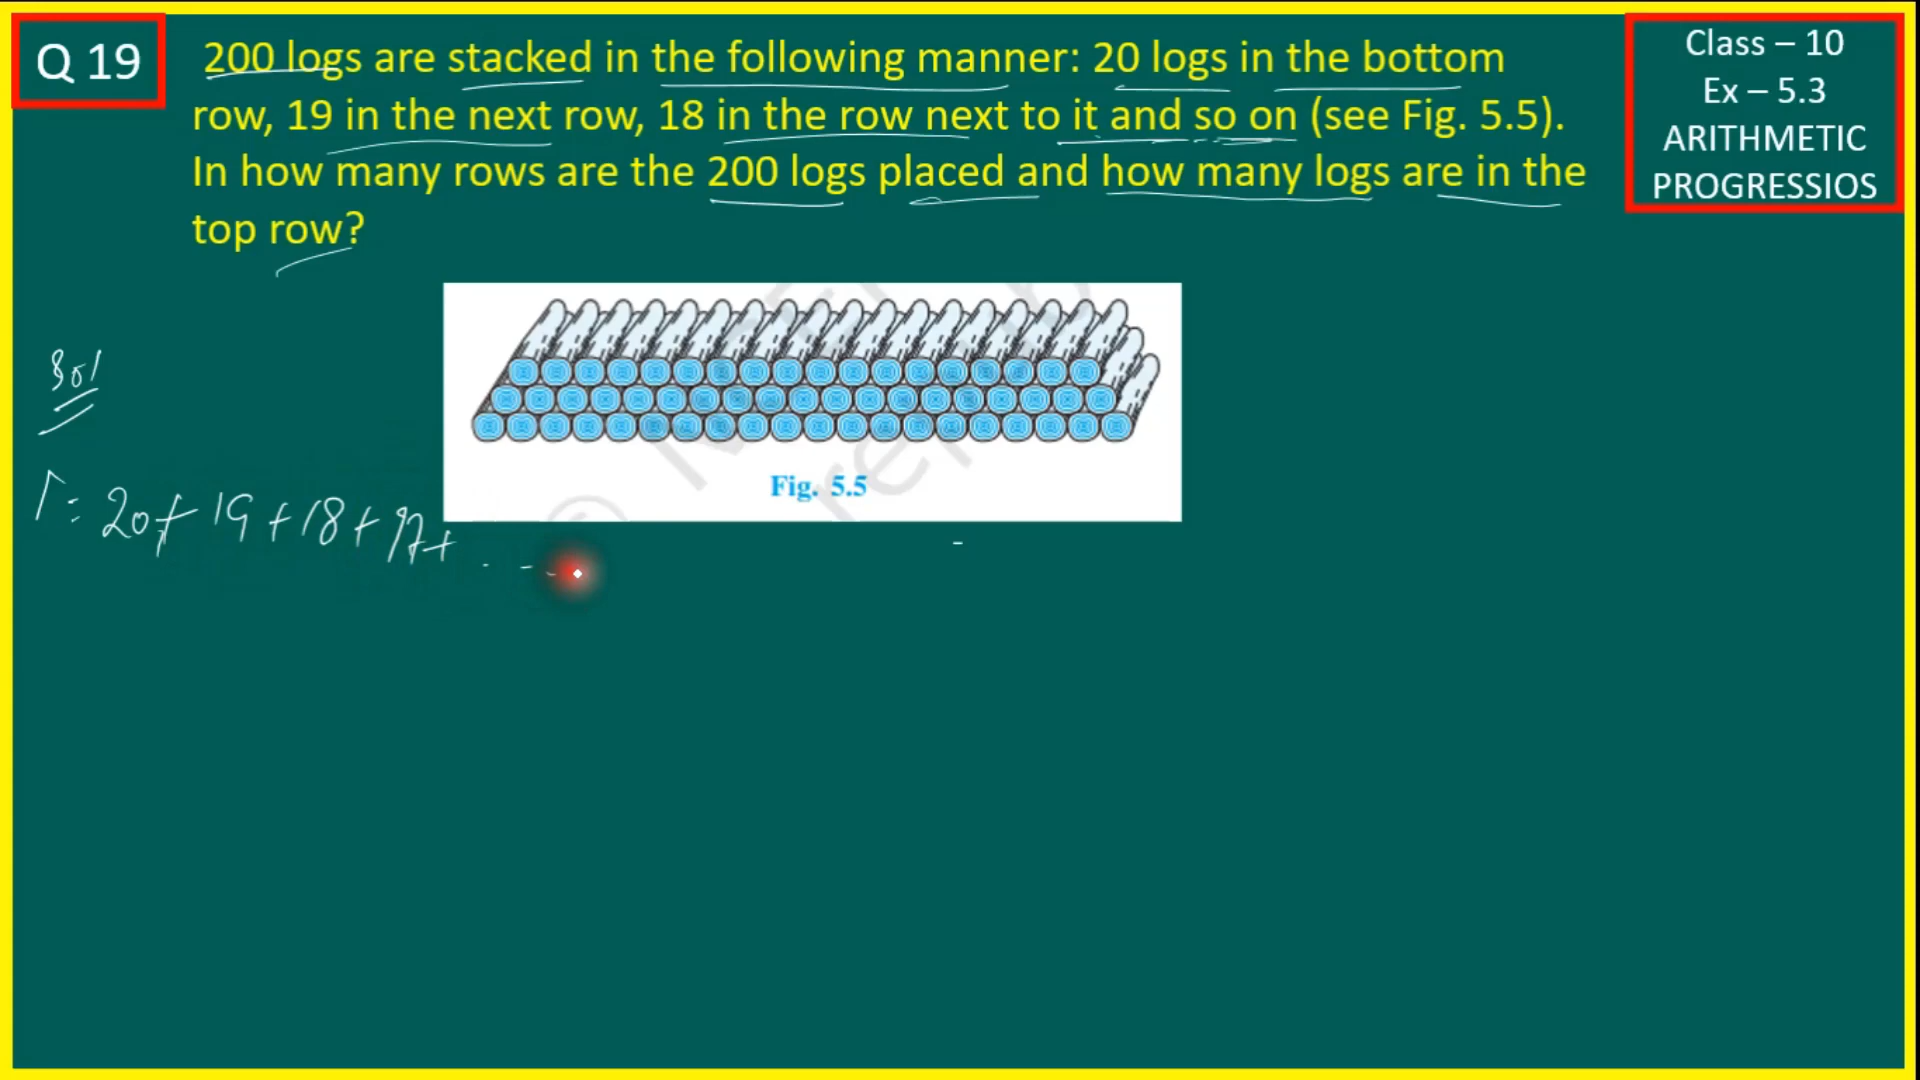 Q 19
200 logs are stacked in the following manner: 20 logs in the bottom
row, 19 in the next row, 18 in the row next to it and so on (see Fig. 5.5).
In how many rows are the 200 logs placed and how many logs are in the
top row?
Class – 10
Ex – 5.3
ARITHMETIC
PROGRESSIOS
Fig. 5.5
Sol
20+19+18+17+ . - -